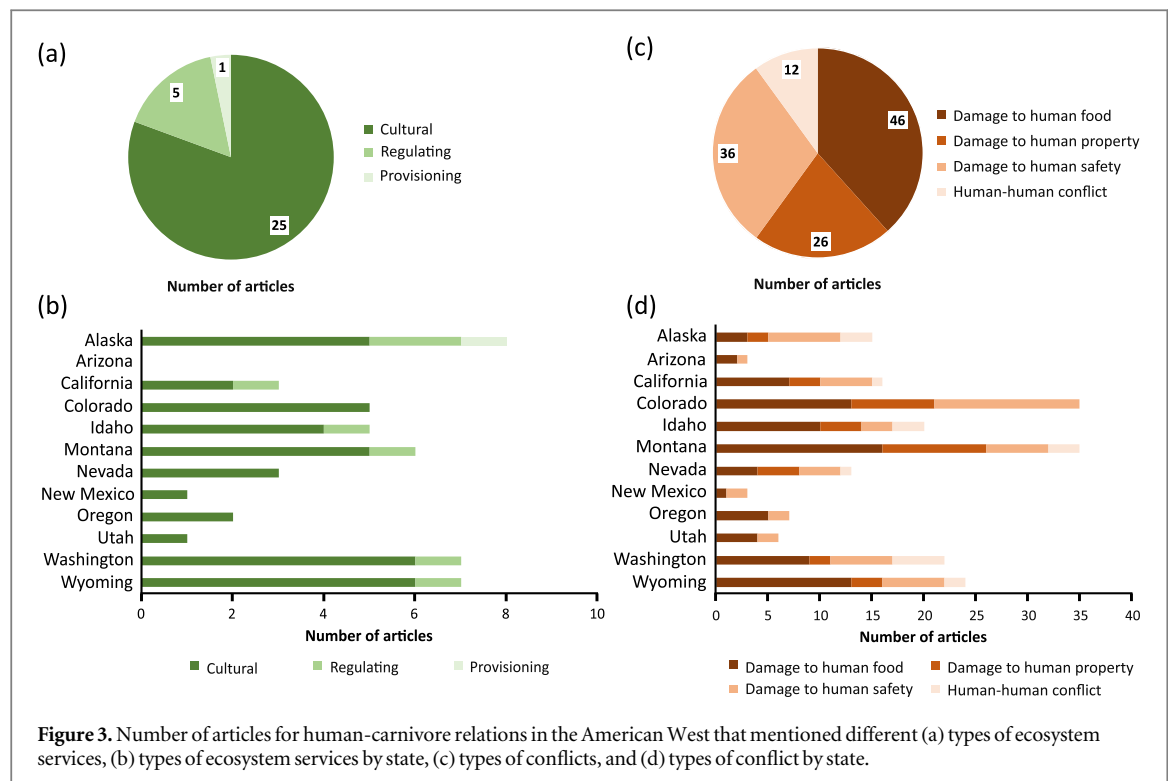 (a)
1
5
25
Cultural
Regulating
Provisioning
Number of articles
(c)
12
46
36
26
Damage to human food
Damage to human property
Damage to human safety
Human-human conflict
Number of articles
(b)
Alaska
Arizona
California
Colorado
Idaho
Montana
Nevada
New Mexico
Oregon
Utah
Washington
Wyoming
0 2 4 6 8 10
Number of articles
Cultural Regulating Provisioning
(d)
Alaska
Arizona
California
Colorado
Idaho
Montana
Nevada
New Mexico
Oregon
Utah
Washington
Wyoming
0 5 10 15 20 25 30 35 40
Number of articles
Damage to human food Damage to human property
Damage to human safety Human-human conflict
Figure 3. Number of articles for human-carnivore relations in the American West that mentioned different (a) types of ecosystem
services, (b) types of ecosystem services by state, (c) types of conflicts, and (d) types of conflict by state.